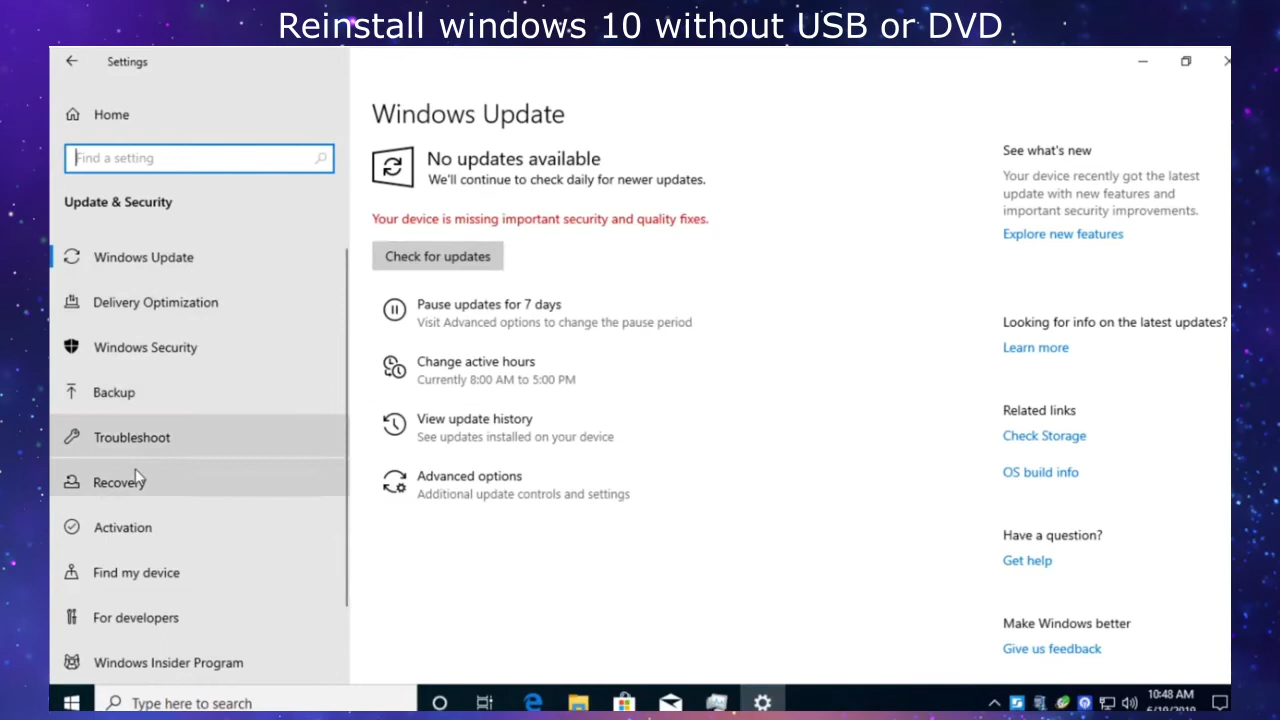 Reinstall windows 10 without USB or DVD
Settings
Home
Find a setting
Update & Security
Windows Update
Delivery Optimization
Windows Security
Backup
Troubleshoot
Recovery
Activation
Find my device
For developers
Windows Insider Program
Windows Update
No updates available
We'll continue to check daily for newer updates.
Your device is missing important security and quality fixes.
Check for updates
Pause updates for 7 days
Visit Advanced options to change the pause period
Change active hours
Currently 8:00 AM to 5:00 PM
View update history
See updates installed on your device
Advanced options
Additional update controls and settings
See what's new
Your device recently got the latest
update with new features and
important security improvements.
Explore new features
Looking for info on the latest updates?
Learn more
Related links
Check Storage
OS build info
Have a question?
Get help
Make Windows better
Give us feedback
Type here to search
10:48 AM
6/19/2019